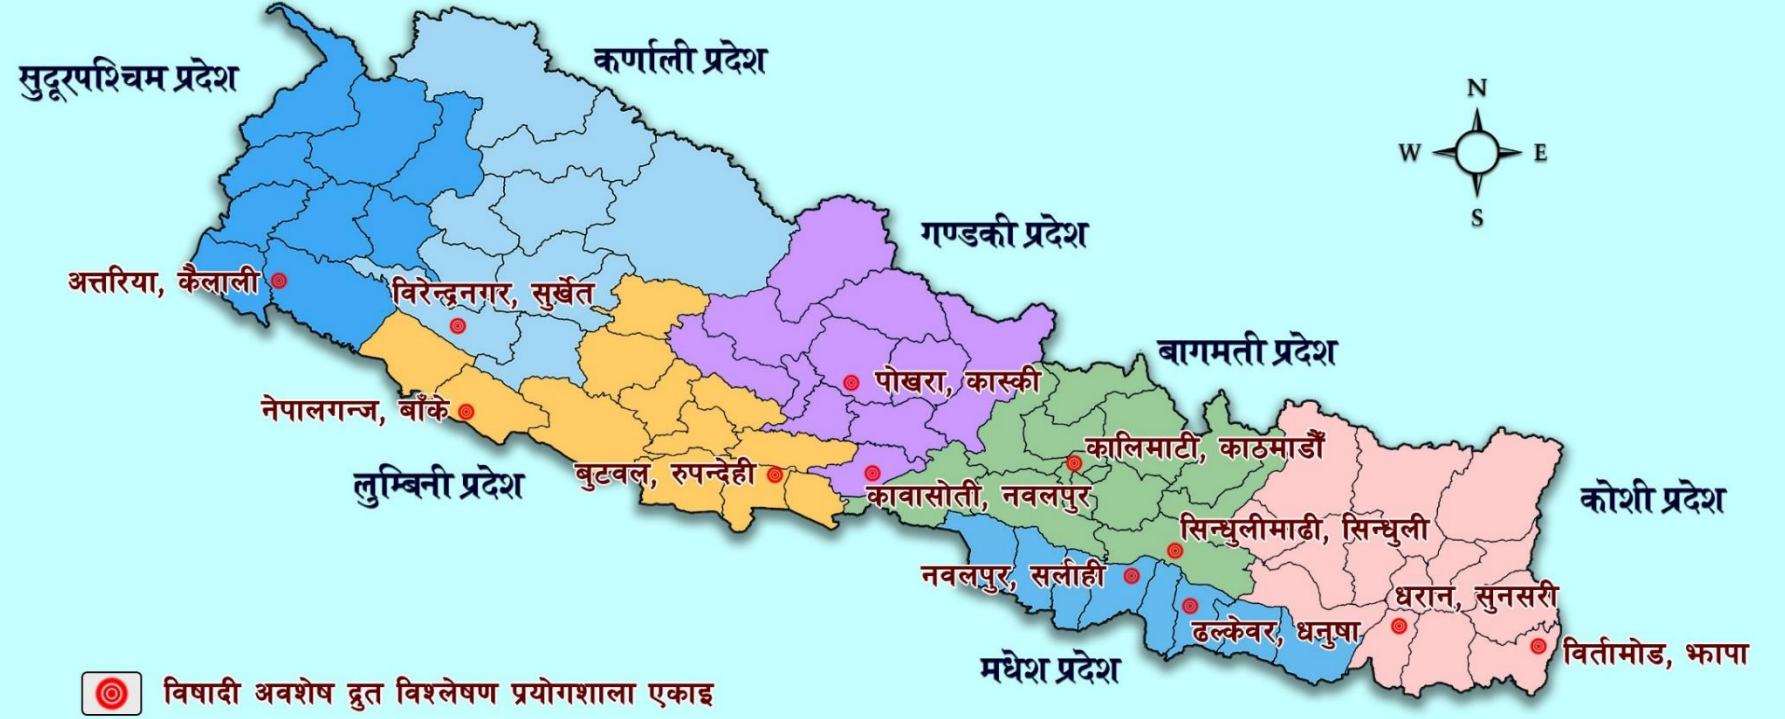 कर्णाली प्रदेश
सुदूरपश्चिम प्रदेश
N
W E
S
गण्डकी प्रदेश
अत्तरिया, कैलाली
विरेन्द्रनगर, सुर्खेत
बागमती प्रदेश
पोखरा, कास्की
नेपालगन्ज, बाँके
कालिमाटी, काठमाडौँ
बुटवल, रुपन्देही
लुम्बिनी प्रदेश
कावासोती, नवलपुर
कोशी प्रदेश
सिन्धुलीमाढी, सिन्धुली
नवलपुर, सर्लाही
धरान, सुनसरी
ढल्केवर, धनुषा
विर्तामोड, झापा
मधेश प्रदेश
विषादी अवशेष द्रुत विश्लेषण प्रयोगशाला एकाइ